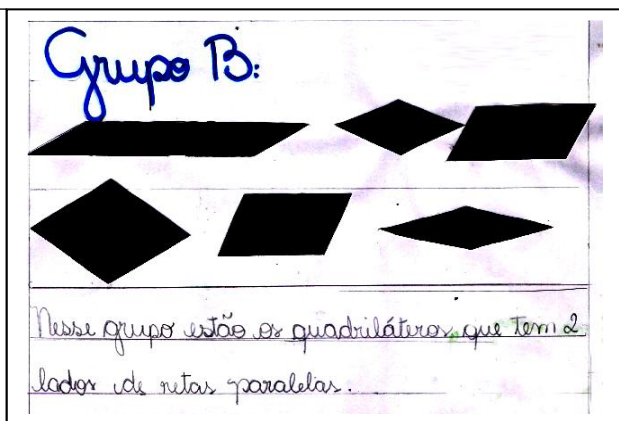 Grupo B:
Nesse grupo estão os quadriláteros, que tem 2
lados de retas paralelas.